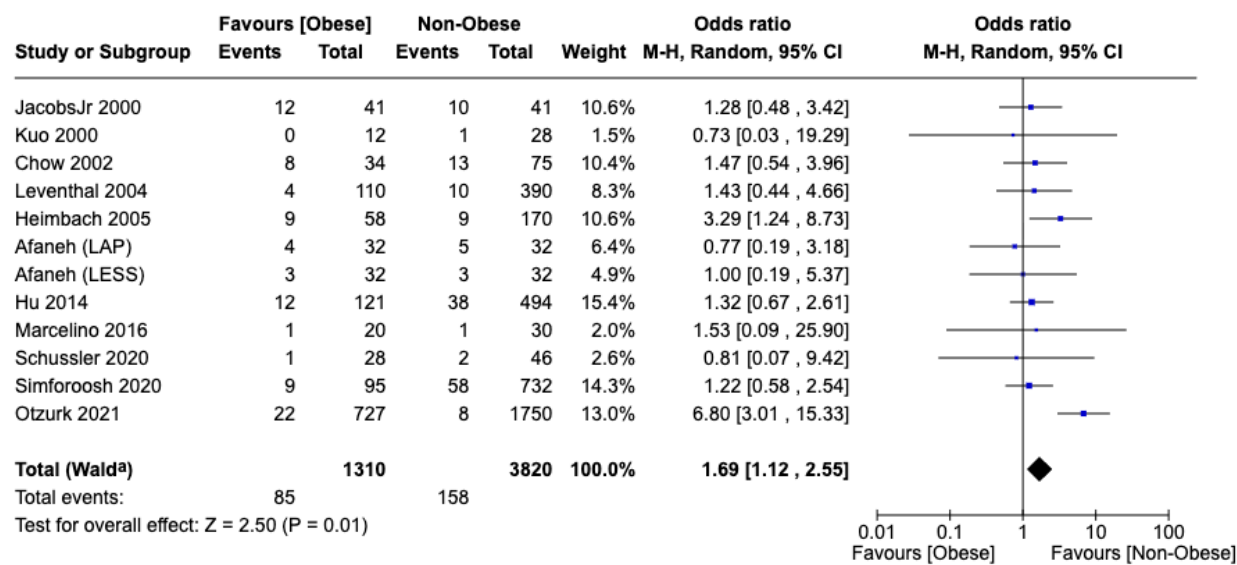 Favours [Obese] Non-Obese Odds ratio Odds ratio
Study or Subgroup Events Total Events Total Weight M-H, Random, 95% CI M-H, Random, 95% CI
JacobsJr 2000 12 41 10 41 10.6% 1.28 [0.48 , 3.42]
Kuo 2000 0 12 1 28 1.5% 0.73 [0.03 , 19.29]
Chow 2002 8 34 13 75 10.4% 1.47 [0.54 , 3.96]
Leventhal 2004 4 110 10 390 8.3% 1.43 [0.44 , 4.66]
Heimbach 2005 9 58 9 170 10.6% 3.29 [1.24 , 8.73]
Afaneh (LAP) 4 32 5 32 6.4% 0.77 [0.19 , 3.18]
Afaneh (LESS) 3 32 3 32 4.9% 1.00 [0.19 , 5.37]
Hu 2014 12 121 38 494 15.4% 1.32 [0.67 , 2.61]
Marcelino 2016 1 20 1 30 2.0% 1.53 [0.09 , 25.90]
Schussler 2020 1 28 2 46 2.6% 0.81 [0.07 , 9.42]
Simforoosh 2020 9 95 58 732 14.3% 1.22 [0.58 , 2.54]
Otzurk 2021 22 727 8 1750 13.0% 6.80 [3.01 , 15.33]
Total (Waldᵃ) 1310 3820 100.0% 1.69 [1.12 , 2.55]
Total events: 85 158
Test for overall effect: Z = 2.50 (P = 0.01)
0.01 0.1 1 10 100
Favours [Obese] Favours [Non-Obese]